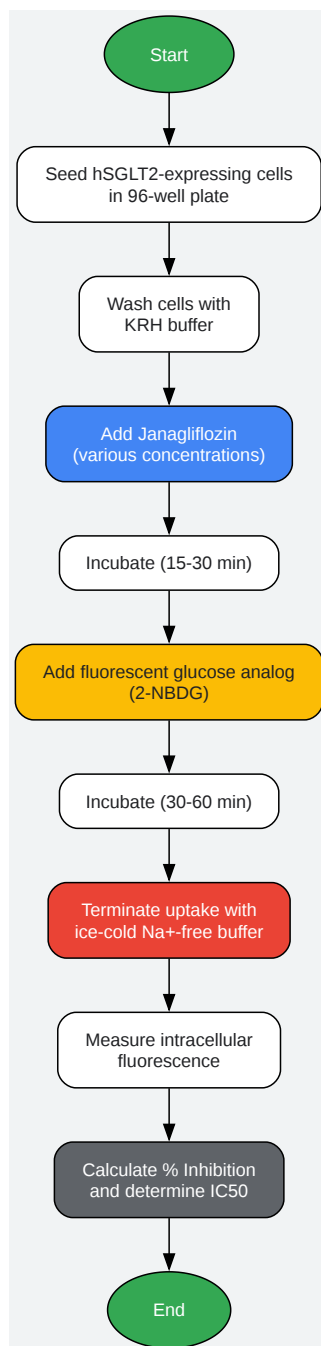 Start
Seed hSGLT2-expressing cells
in 96-well plate
Wash cells with
KRH buffer
Add Janagliflozin
(various concentrations)
Incubate (15-30 min)
Add fluorescent glucose analog
(2-NBDG)
Incubate (30-60 min)
Terminate uptake with
ice-cold Na+-free buffer
Measure intracellular
fluorescence
Calculate % Inhibition
and determine IC50
End